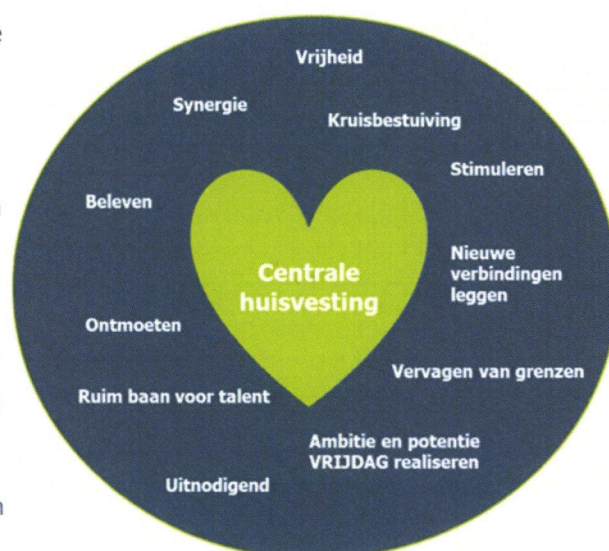 Vrijheid
Synergie
Kruisbestuiving
Stimuleren
Beleven
Centrale
huisvesting
Nieuwe
verbindingen
leggen
Ontmoeten
Vervagen van grenzen
Ruim baan voor talent
Ambitie en potentie
VRIJDAG realiseren
Uitnodigend